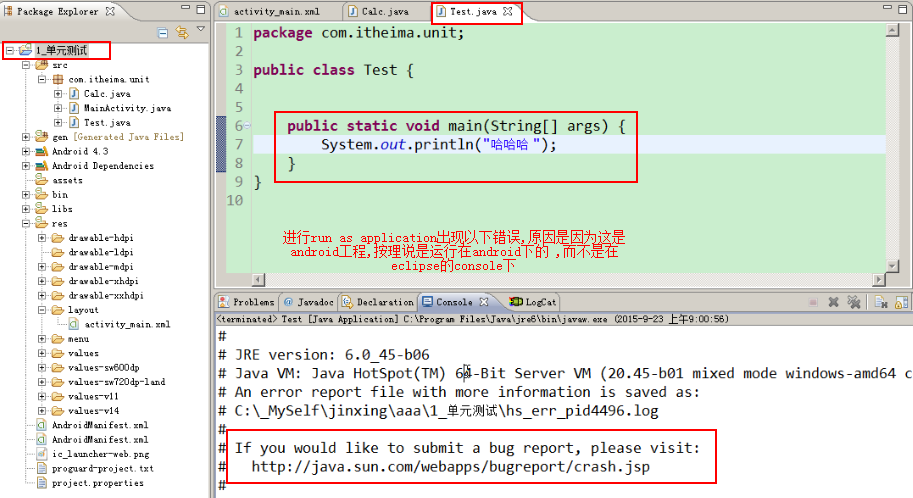 Package Explorer
1_单元测试
src
com.itheima.unit
Calc.java
MainActivity.java
Test.java
gen [Generated Java Files]
Android 4.3
Android Dependencies
assets
bin
libs
res
drawable-hdpi
drawable-ldpi
drawable-mdpi
drawable-xhdpi
drawable-xxhdpi
layout
activity_main.xml
menu
values
values-sw600dp
values-sw720dp-land
values-v11
values-v14
AndroidManifest.xml
AndroidManifest.xml
ic_launcher-web.png
proguard-project.txt
project.properties
activity_main.xml Calc.java Test.java
1 package com.itheima.unit;
2
3 public class Test {
4
5
6 public static void main(String[] args) {
7 System.out.println("哈哈哈");
8 }
9 }
10
进行run as application出现以下错误,原因是因为这是
android工程,按理说是运行在android下的 ,而不是在
eclipse的console下
Problems @ Javadoc Declaration Console LogCat
<terminated> Test [Java Application] C:\Program Files\Java\jre6\bin\javaw.exe (2015-9-23 上午9:00:56)
#
# JRE version: 6.0_45-b06
# Java VM: Java HotSpot(TM) 64-Bit Server VM (20.45-b01 mixed mode windows-amd64 c
# An error report file with more information is saved as:
# C:\_MySelf\jinxing\aaa\1_单元测试\hs_err_pid4496.log
#
# If you would like to submit a bug report, please visit:
# http://java.sun.com/webapps/bugreport/crash.jsp
#